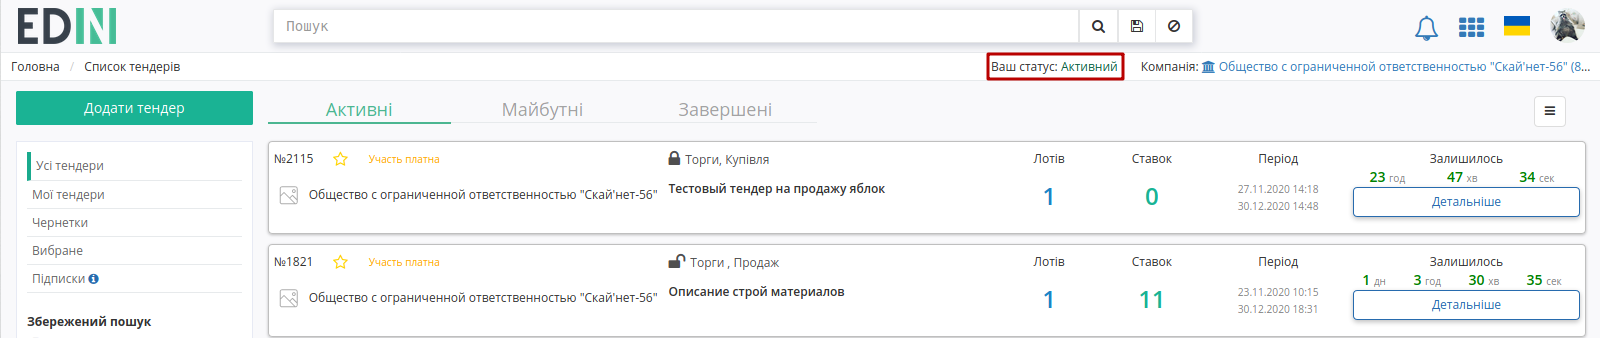 EDIN
Пошук
Головна / Список тендерів
Ваш статус: Активний
Компанія: Общество с ограниченной ответственностью "Скай'нет-56" (8...
Додати тендер
Активні Майбутні Завершені
Усі тендери
Мої тендери
Чернетки
Вибране
Підписки
Збережений пошук
№2115 Участь платна Торги, Купівля Лотів Ставок Період Залишилось
Общество с ограниченной ответственностью "Скай'нет-56" Тестовый тендер на продажу яблок 1 0
27.11.2020 14:18
30.12.2020 14:48
23 год 47 хв 34 сек
Детальніше
№1821 Участь платна Торги , Продаж Лотів Ставок Період Залишилось
Общество с ограниченной ответственностью "Скай'нет-56" Описание строй материалов 1 11
23.11.2020 10:15
30.12.2020 18:31
1 дн 3 год 30 хв 35 сек
Детальніше